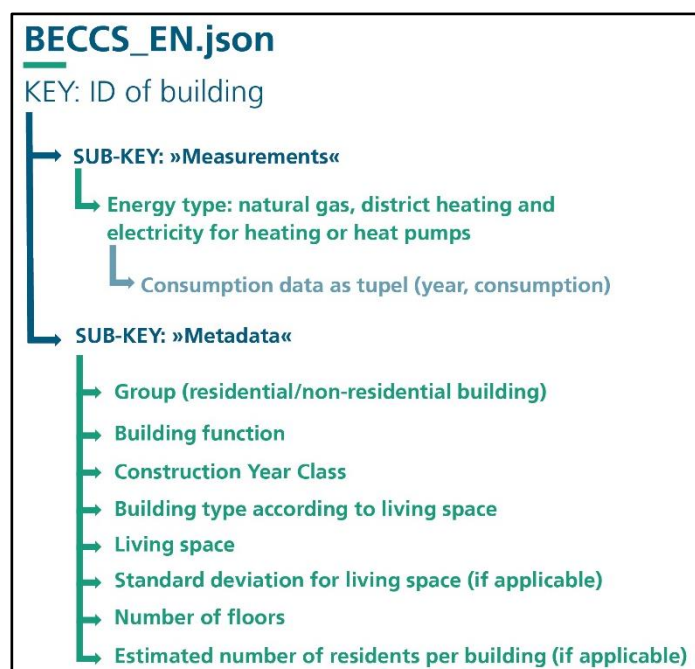 BECCS_EN.json
KEY: ID of building
SUB-KEY: »Measurements«
Energy type: natural gas, district heating and
electricity for heating or heat pumps
Consumption data as tupel (year, consumption)
SUB-KEY: »Metadata«
Group (residential/non-residential building)
Building function
Construction Year Class
Building type according to living space
Living space
Standard deviation for living space (if applicable)
Number of floors
Estimated number of residents per building (if applicable)